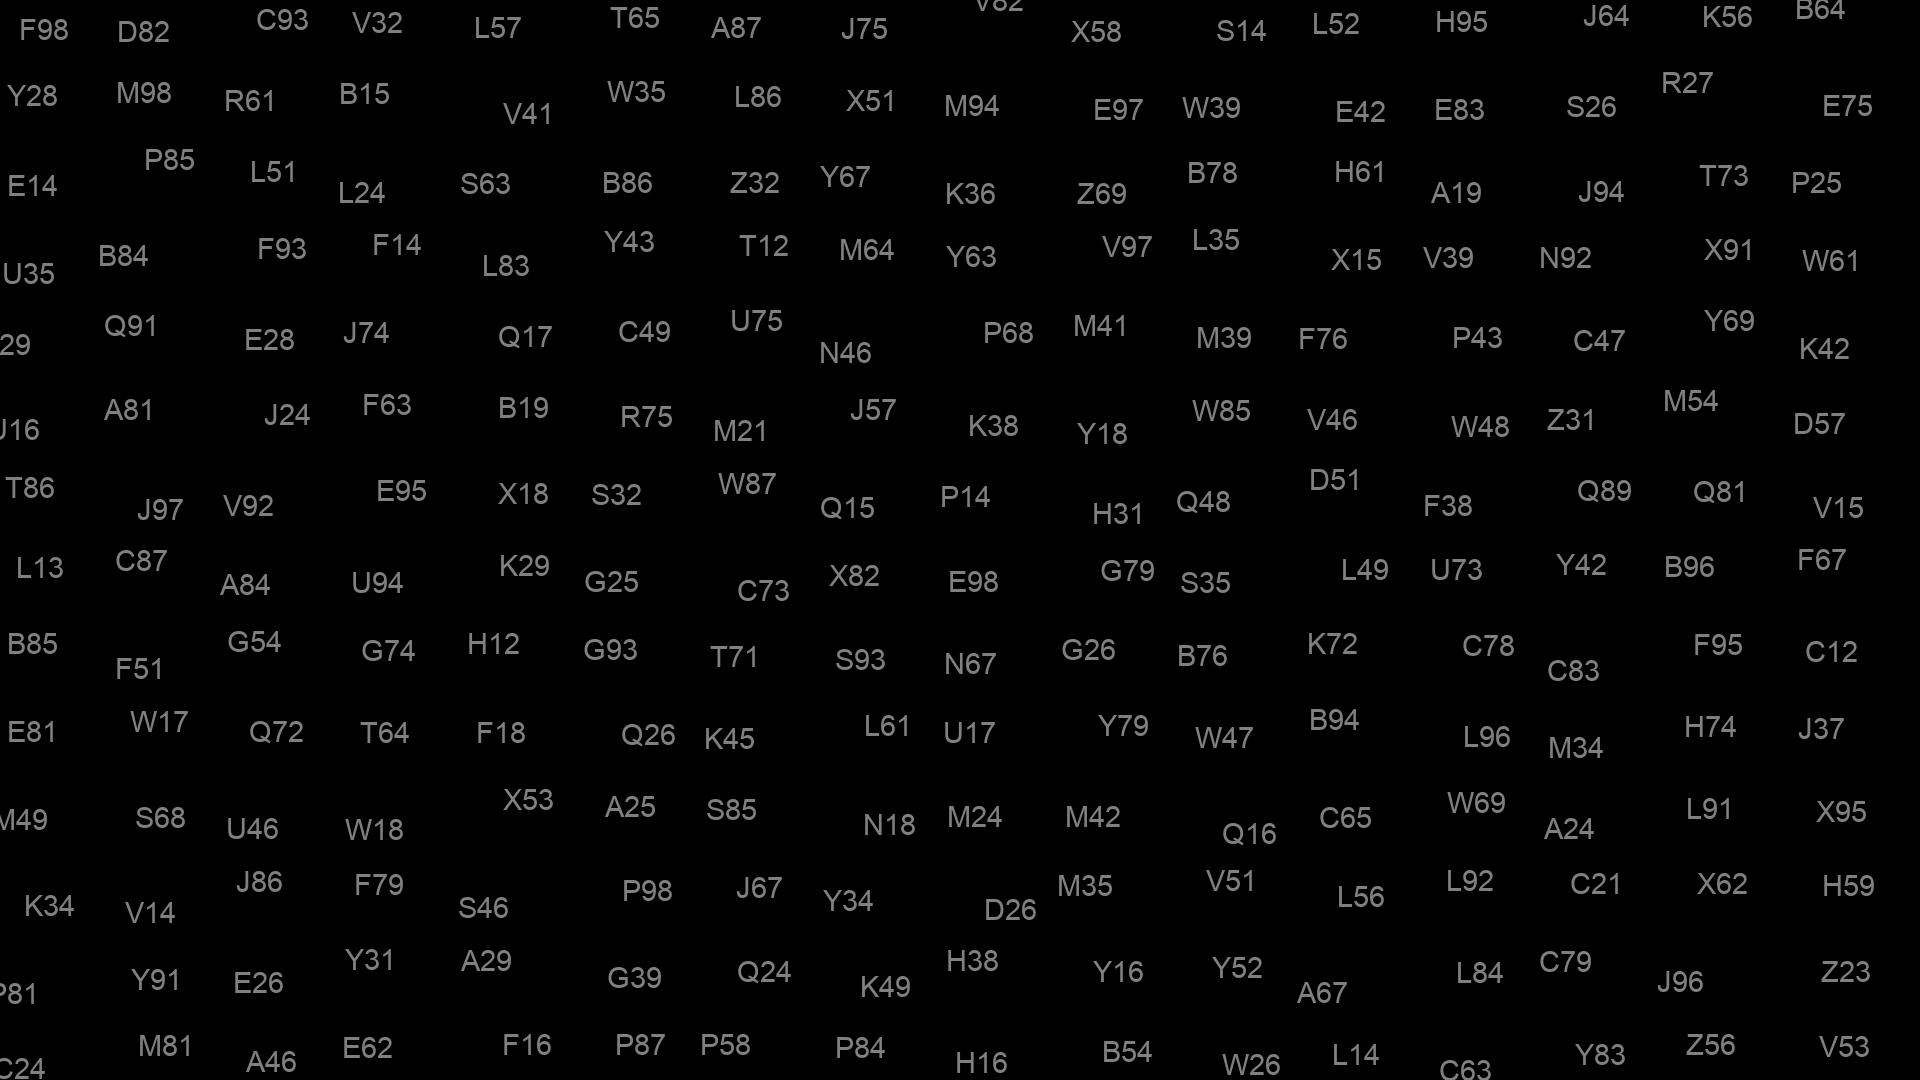 F98 D82 C93 V32 L57 T65 A87 J75 V82 X58 S14 L52 H95 J64 K56 B64
Y28 M98 R61 B15 V41 W35 L86 X51 M94 E97 W39 E42 E83 S26 R27 E75
E14 P85 L51 L24 S63 B86 Z32 Y67 K36 Z69 B78 H61 A19 J94 T73 P25
U35 B84 F93 F14 L83 Y43 T12 M64 Y63 V97 L35 X15 V39 N92 X91 W61
29 Q91 E28 J74 Q17 C49 U75 N46 P68 M41 M39 F76 P43 C47 Y69 K42
A81 J24 F63 B19 R75 M21 J57 K38 Y18 W85 V46 W48 Z31 M54 D57
T86 J97 V92 E95 X18 S32 W87 Q15 P14 H31 Q48 D51 F38 Q89 Q81 V15
L13 C87 A84 U94 K29 G25 C73 X82 E98 G79 S35 L49 U73 Y42 B96 F67
B85 F51 G54 G74 H12 G93 T71 S93 N67 G26 B76 K72 C78 C83 F95 C12
E81 W17 Q72 T64 F18 Q26 K45 L61 U17 Y79 W47 B94 L96 M34 H74 J37
M49 S68 U46 W18 X53 A25 S85 N18 M24 M42 Q16 C65 W69 A24 L91 X95
K34 V14 J86 F79 S46 P98 J67 Y34 D26 M35 V51 L56 L92 C21 X62 H59
P81 Y91 E26 Y31 A29 G39 Q24 K49 H38 Y16 Y52 A67 L84 C79 J96 Z23
C24 M81 A46 E62 F16 P87 P58 P84 H16 B54 W26 L14 C63 Y83 Z56 V53